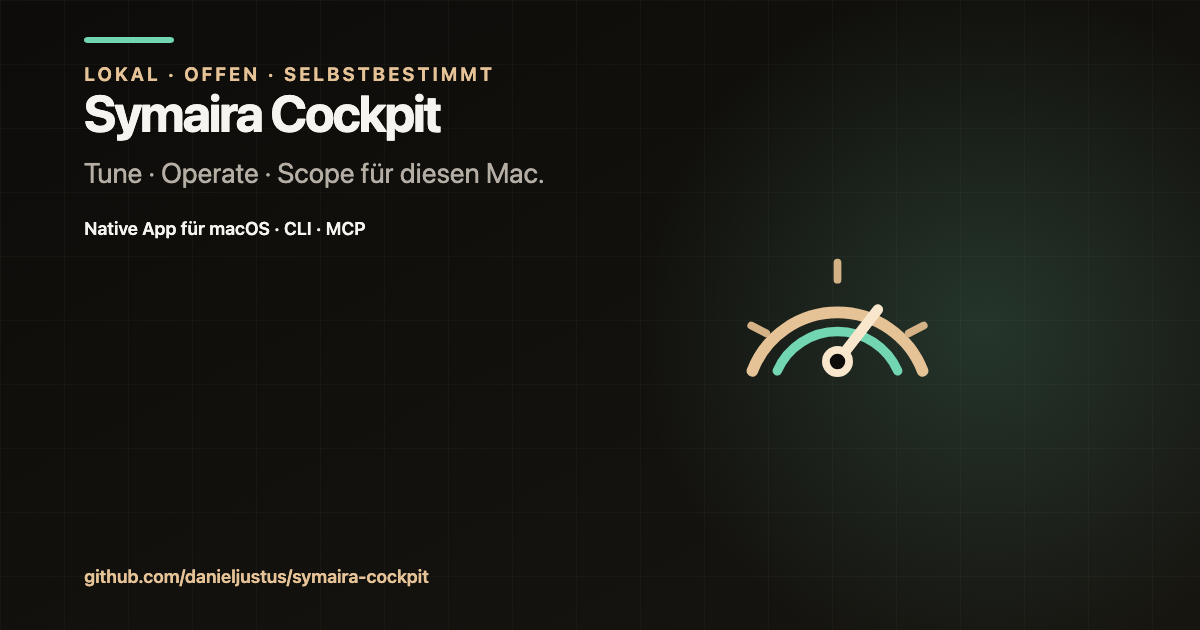 LOKAL · OFFEN · SELBSTBESTIMMT
Symaira Cockpit
Tune · Operate · Scope für diesen Mac.
Native App für macOS · CLI · MCP
github.com/danieljustus/symaira-cockpit